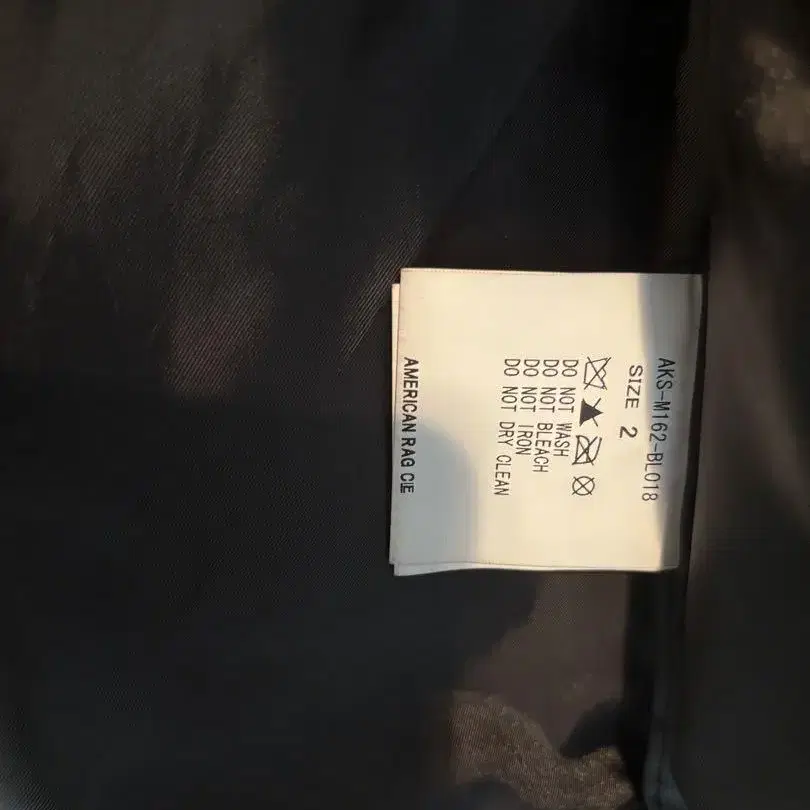 AKS-M162-BL018
SIZE 2
DO NOT WASH
DO NOT BLEACH
DO NOT IRON
DO NOT DRY CLEAN
AMERICAN RAG CIE